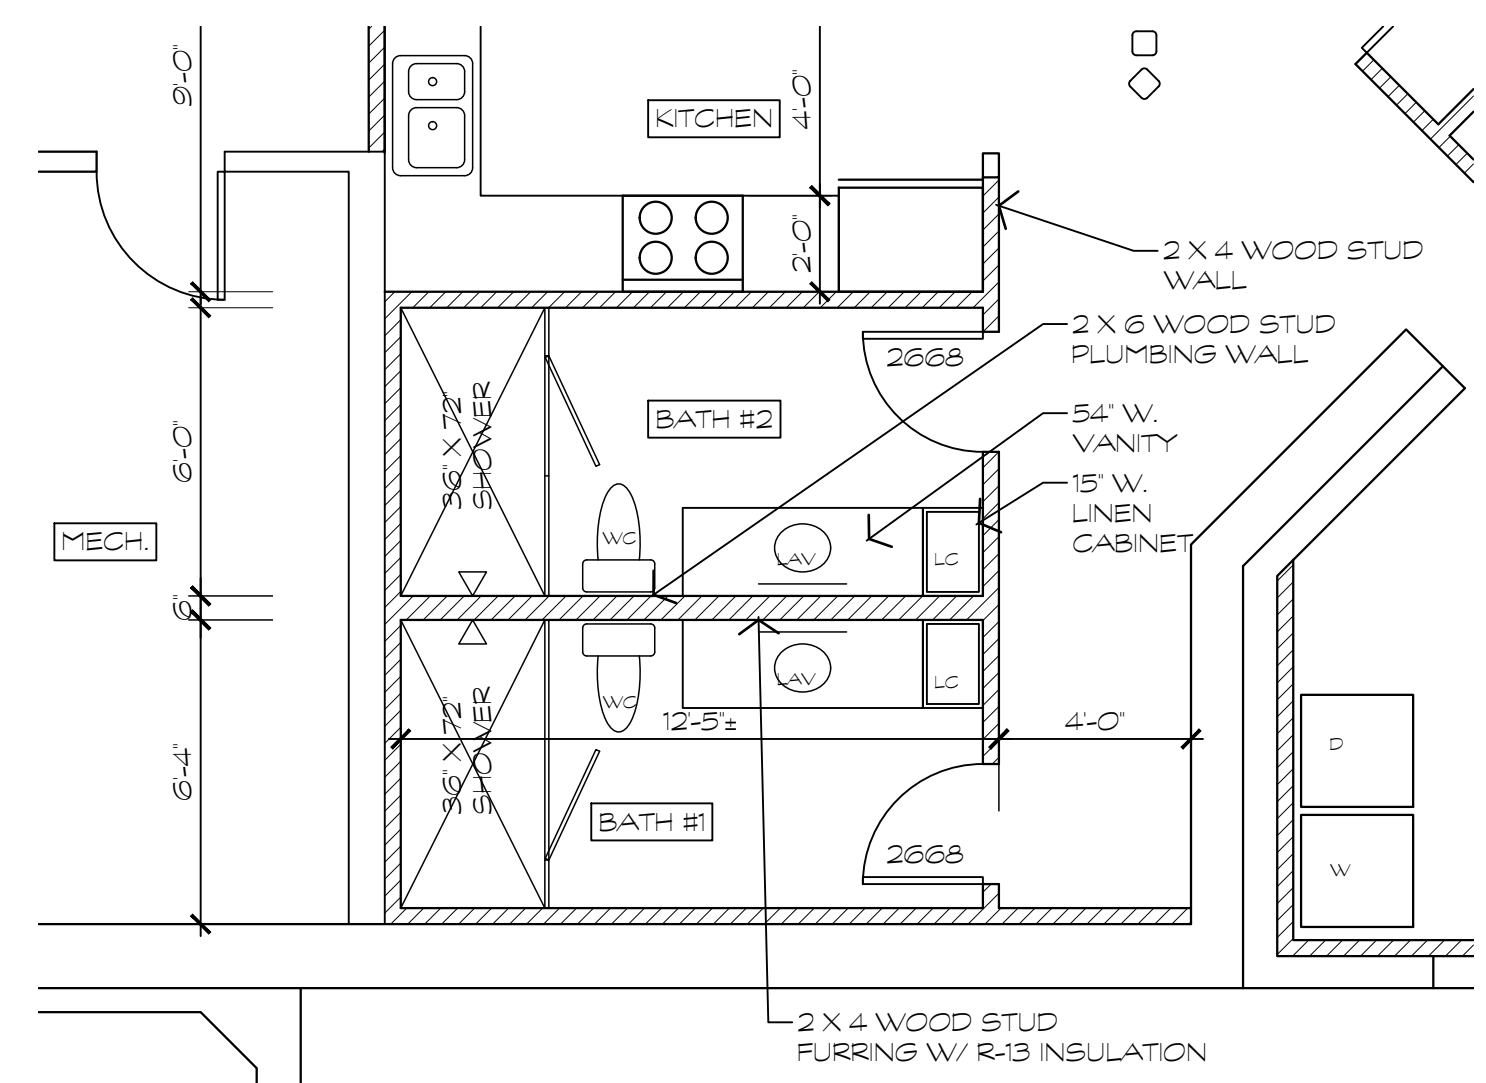 9'-0"
KITCHEN
4'-0"
2'-0"
2 X 4 WOOD STUD
WALL
2 X 6 WOOD STUD
PLUMBING WALL
2668
36" X 72"
SHOWER
BATH #2
54" W.
VANITY
6'-0"
15" W.
LINEN
CABINET
MECH.
WC
LAV
LC
6"
WC
LAV
LC
12'-5"±
4'-0"
36" X 72"
SHOWER
6'-4"
D
BATH #1
2668
W
2 X 4 WOOD STUD
FURRING W/ R-13 INSULATION